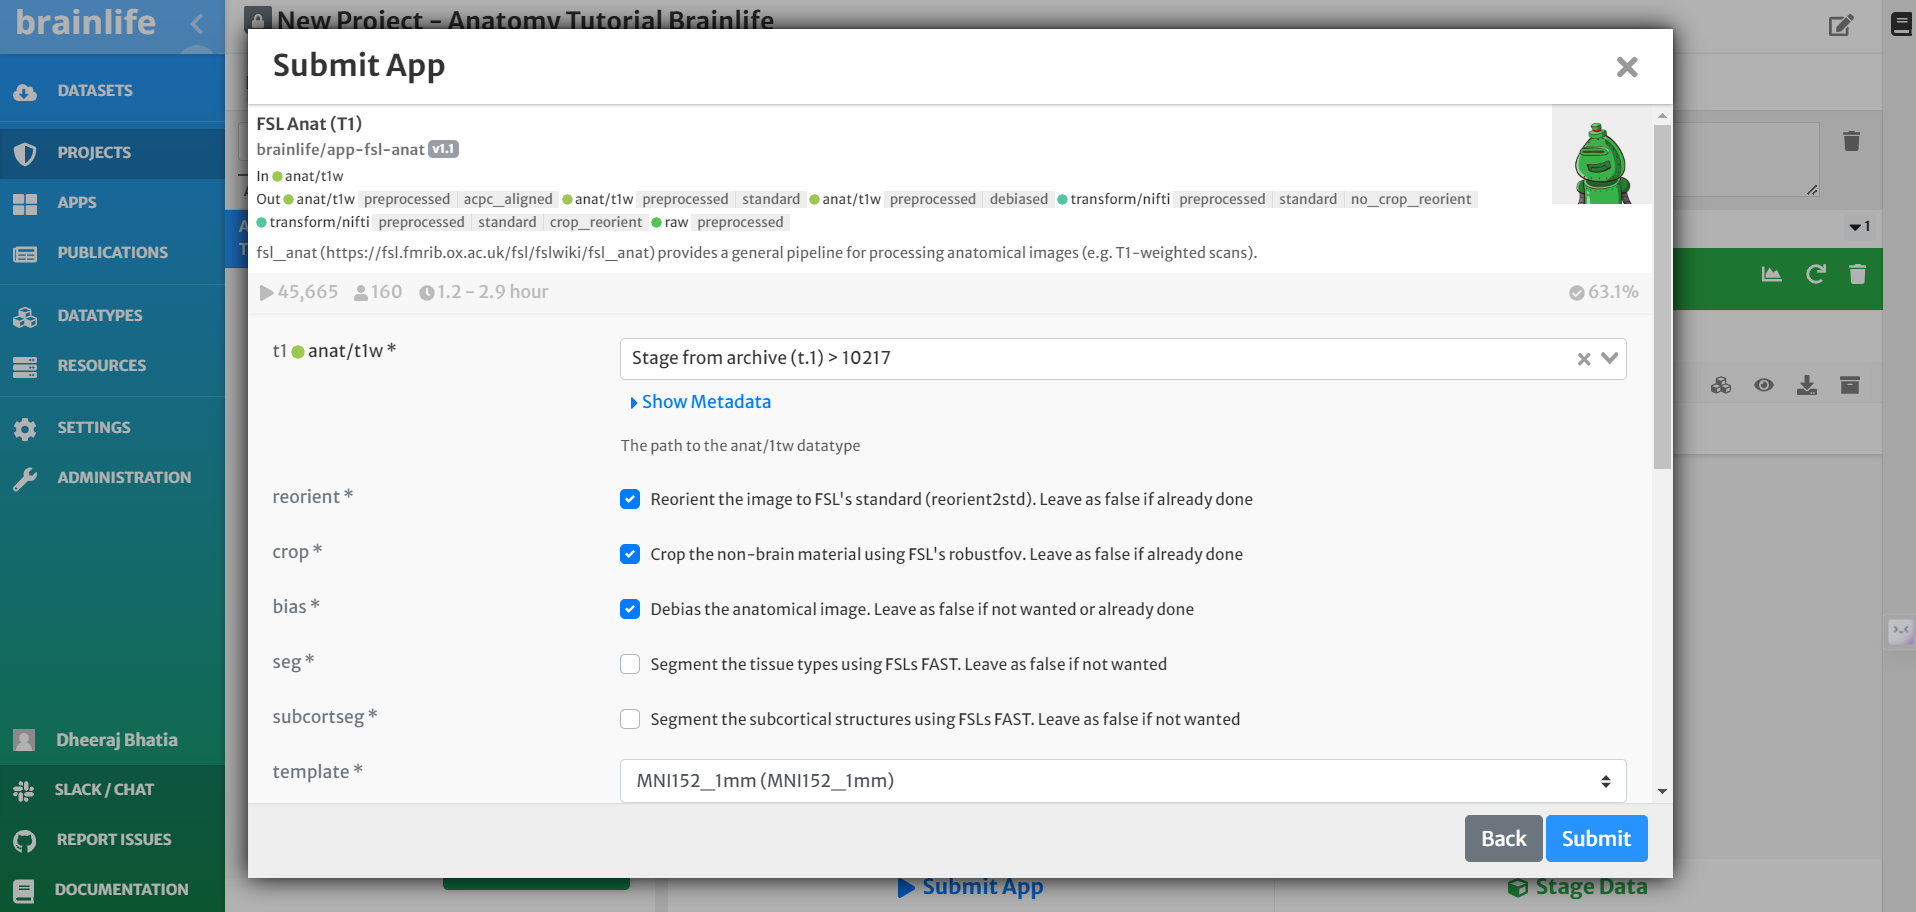 brainlife
New Project - Anatomy Tutorial Brainlife
DATASETS
PROJECTS
APPS
PUBLICATIONS
DATATYPES
RESOURCES
SETTINGS
ADMINISTRATION
Dheeraj Bhatia
SLACK / CHAT
REPORT ISSUES
DOCUMENTATION
Submit App
FSL Anat (T1)
brainlife/app-fsl-anat v1.1
In anat/t1w
Out anat/t1w preprocessed acpc_aligned anat/t1w preprocessed standard anat/t1w preprocessed debiased transform/nifti preprocessed standard no_crop_reorient
transform/nifti preprocessed standard crop_reorient raw preprocessed
fsl_anat (https://fsl.fmrib.ox.ac.uk/fsl/fslwiki/fsl_anat) provides a general pipeline for processing anatomical images (e.g. T1-weighted scans).
45,665 160 1.2 - 2.9 hour 63.1%
t1 anat/t1w * Stage from archive (t.1) > 10217
Show Metadata
The path to the anat/1tw datatype
reorient * Reorient the image to FSL's standard (reorient2std). Leave as false if already done
crop * Crop the non-brain material using FSL's robustfov. Leave as false if already done
bias * Debias the anatomical image. Leave as false if not wanted or already done
seg * Segment the tissue types using FSLs FAST. Leave as false if not wanted
subcortseg * Segment the subcortical structures using FSLs FAST. Leave as false if not wanted
template * MNI152_1mm (MNI152_1mm)
Back Submit
1
Submit App Stage Data